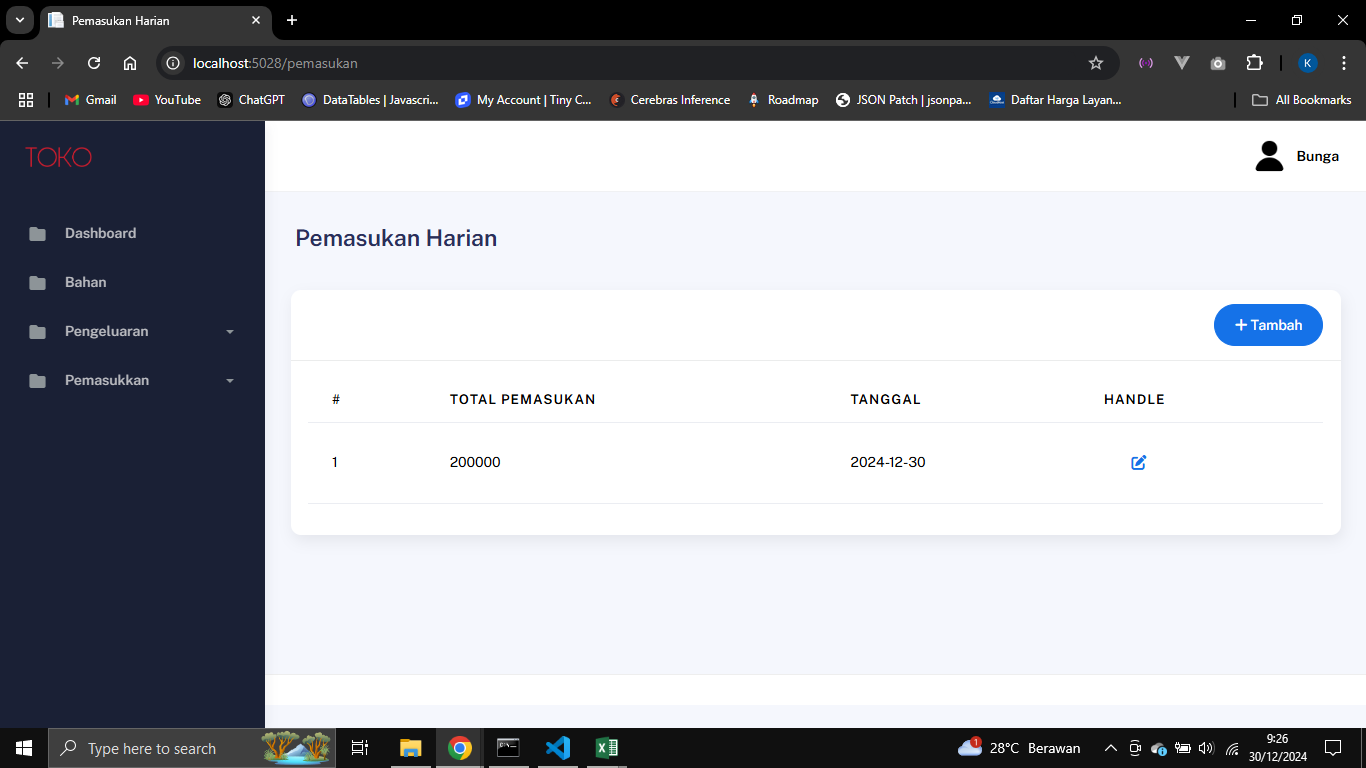 Pemasukan Harian
localhost:5028/pemasukan
K
Gmail YouTube ChatGPT DataTables | Javascri... My Account | Tiny C... Cerebras Inference Roadmap JSON Patch | jsonpa... Daftar Harga Layan... All Bookmarks
TOKO
Bunga
Dashboard
Bahan
Pengeluaran
Pemasukkan
Pemasukan Harian
Tambah
# TOTAL PEMASUKAN TANGGAL HANDLE
1 200000 2024-12-30
Type here to search
1
28°C Berawan
9:26
30/12/2024